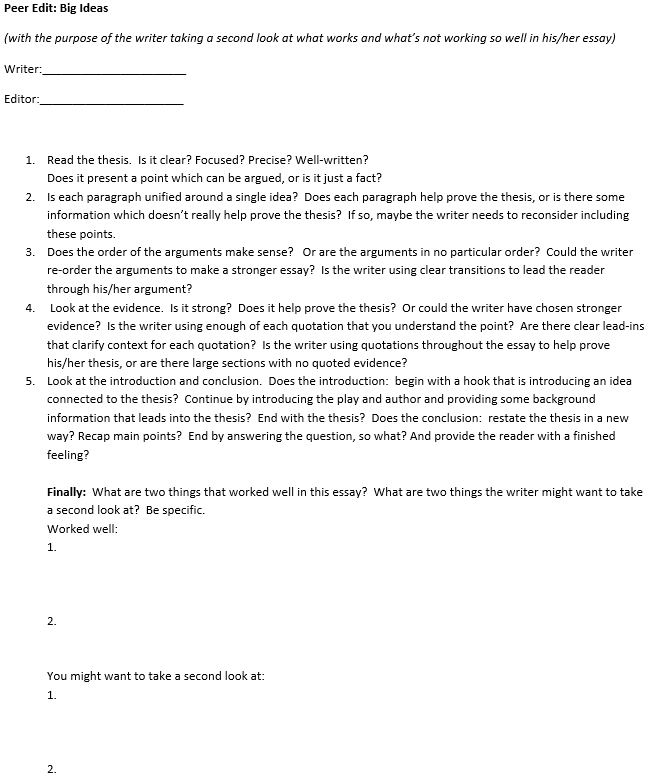 Peer Edit: Big Ideas
(with the purpose of the writer taking a second look at what works and what's not working so well in his/her essay)
Writer:______________________
Editor:______________________
1. Read the thesis. Is it clear? Focused? Precise? Well-written?
Does it present a point which can be argued, or is it just a fact?
2. Is each paragraph unified around a single idea? Does each paragraph help prove the thesis, or is there some
information which doesn't really help prove the thesis? If so, maybe the writer needs to reconsider including
these points.
3. Does the order of the arguments make sense? Or are the arguments in no particular order? Could the writer
re-order the arguments to make a stronger essay? Is the writer using clear transitions to lead the reader
through his/her argument?
4. Look at the evidence. Is it strong? Does it help prove the thesis? Or could the writer have chosen stronger
evidence? Is the writer using enough of each quotation that you understand the point? Are there clear lead-ins
that clarify context for each quotation? Is the writer using quotations throughout the essay to help prove
his/her thesis, or are there large sections with no quoted evidence?
5. Look at the introduction and conclusion. Does the introduction: begin with a hook that is introducing an idea
connected to the thesis? Continue by introducing the play and author and providing some background
information that leads into the thesis? End with the thesis? Does the conclusion: restate the thesis in a new
way? Recap main points? End by answering the question, so what? And provide the reader with a finished
feeling?
Finally: What are two things that worked well in this essay? What are two things the writer might want to take
a second look at? Be specific.
Worked well:
1.
2.
You might want to take a second look at:
1.
2.